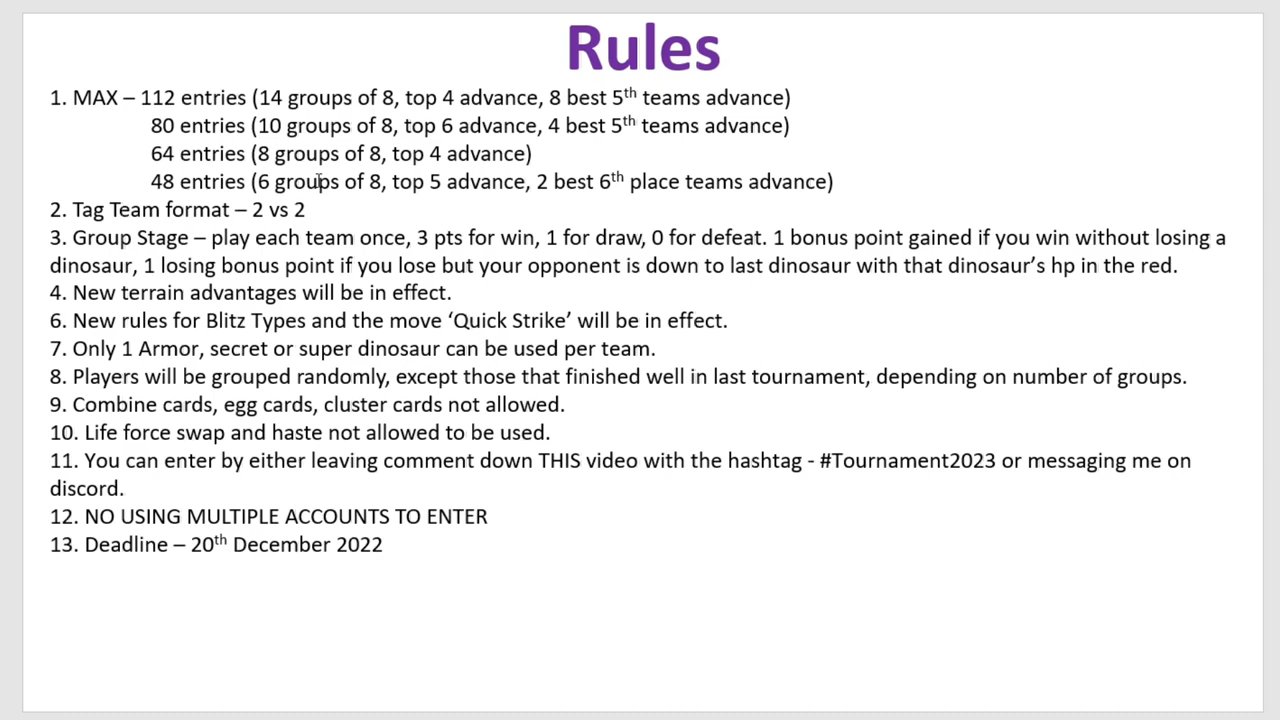 Rules
1. MAX – 112 entries (14 groups of 8, top 4 advance, 8 best 5th teams advance)
80 entries (10 groups of 8, top 6 advance, 4 best 5th teams advance)
64 entries (8 groups of 8, top 4 advance)
48 entries (6 groups of 8, top 5 advance, 2 best 6th place teams advance)
2. Tag Team format – 2 vs 2
3. Group Stage – play each team once, 3 pts for win, 1 for draw, 0 for defeat. 1 bonus point gained if you win without losing a
dinosaur, 1 losing bonus point if you lose but your opponent is down to last dinosaur with that dinosaur’s hp in the red.
4. New terrain advantages will be in effect.
6. New rules for Blitz Types and the move ‘Quick Strike’ will be in effect.
7. Only 1 Armor, secret or super dinosaur can be used per team.
8. Players will be grouped randomly, except those that finished well in last tournament, depending on number of groups.
9. Combine cards, egg cards, cluster cards not allowed.
10. Life force swap and haste not allowed to be used.
11. You can enter by either leaving comment down THIS video with the hashtag - #Tournament2023 or messaging me on
discord.
12. NO USING MULTIPLE ACCOUNTS TO ENTER
13. Deadline – 20th December 2022